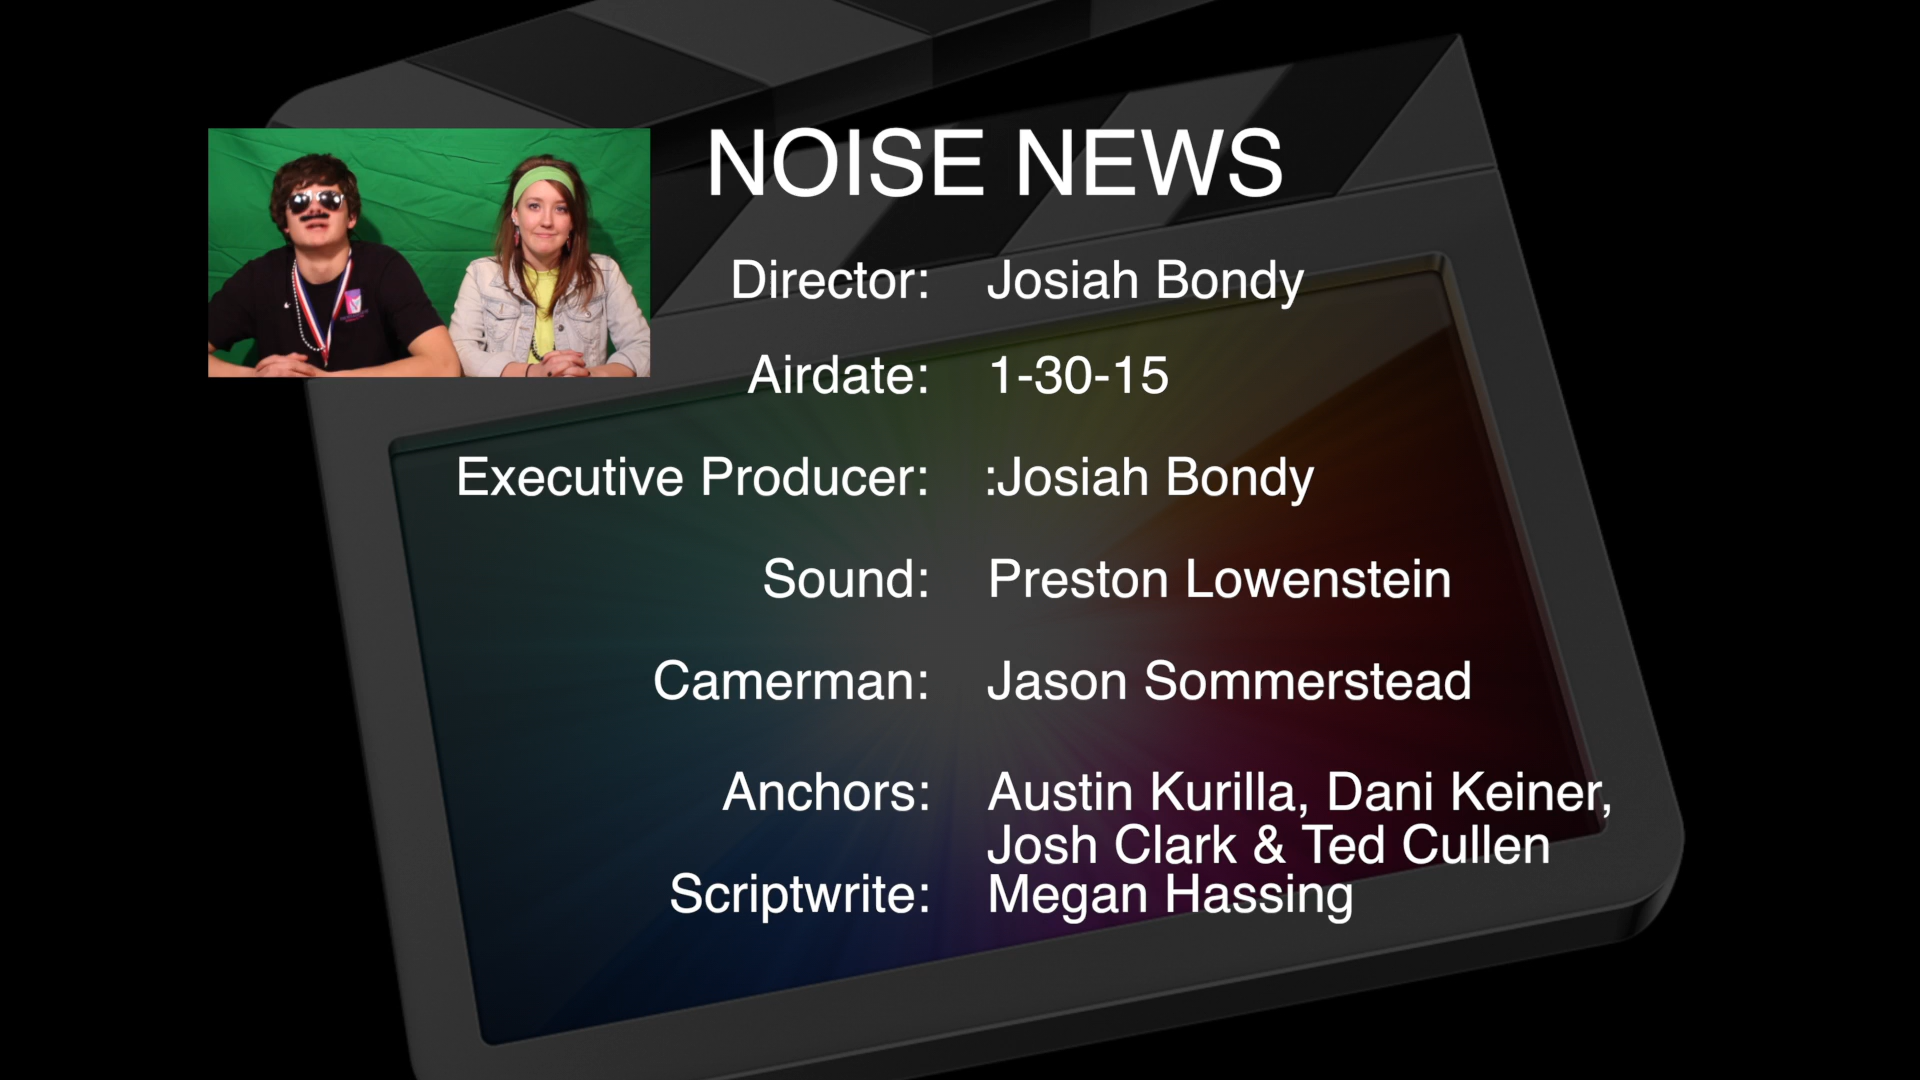 NOISE NEWS
Director: Josiah Bondy
Airdate: 1-30-15
Executive Producer: :Josiah Bondy
Sound: Preston Lowenstein
Camerman: Jason Sommerstead
Anchors: Austin Kurilla, Dani Keiner,
Josh Clark & Ted Cullen
Scriptwrite: Megan Hassing